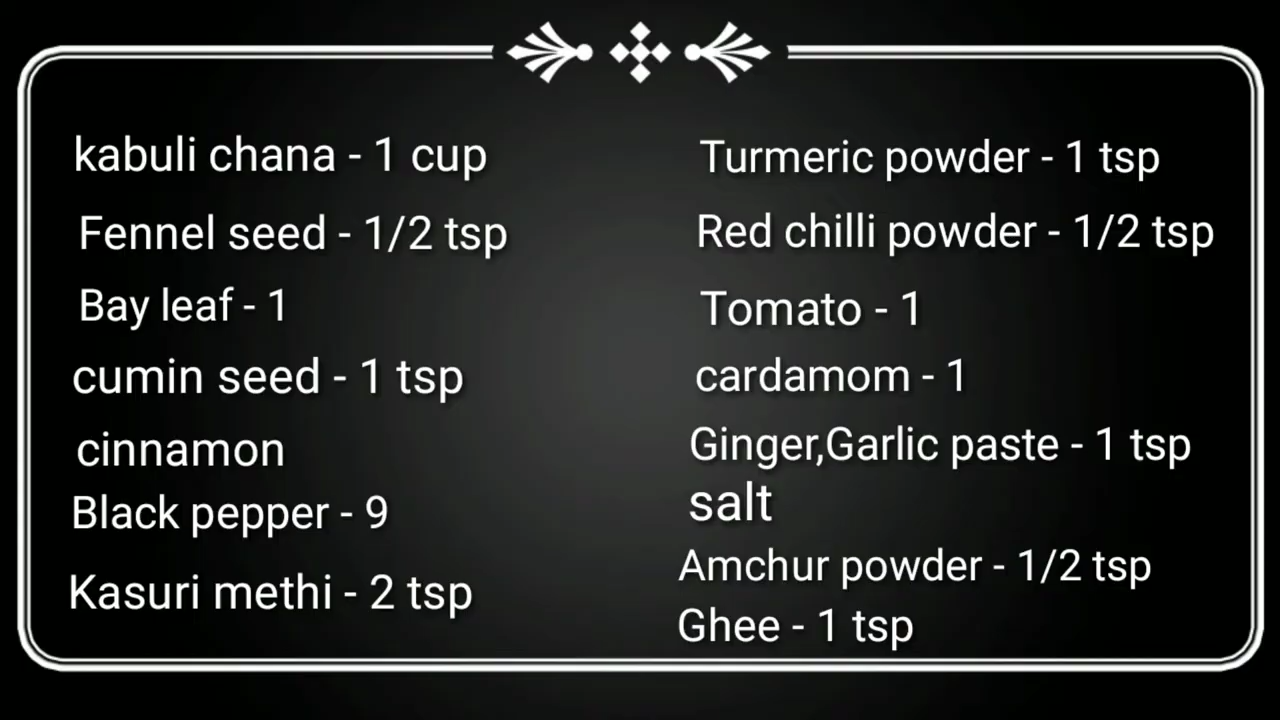 kabuli chana - 1 cup
Fennel seed - 1/2 tsp
Bay leaf - 1
cumin seed - 1 tsp
cinnamon
Black pepper - 9
Kasuri methi - 2 tsp
Turmeric powder - 1 tsp
Red chilli powder - 1/2 tsp
Tomato - 1
cardamom - 1
Ginger,Garlic paste - 1 tsp
salt
Amchur powder - 1/2 tsp
Ghee - 1 tsp